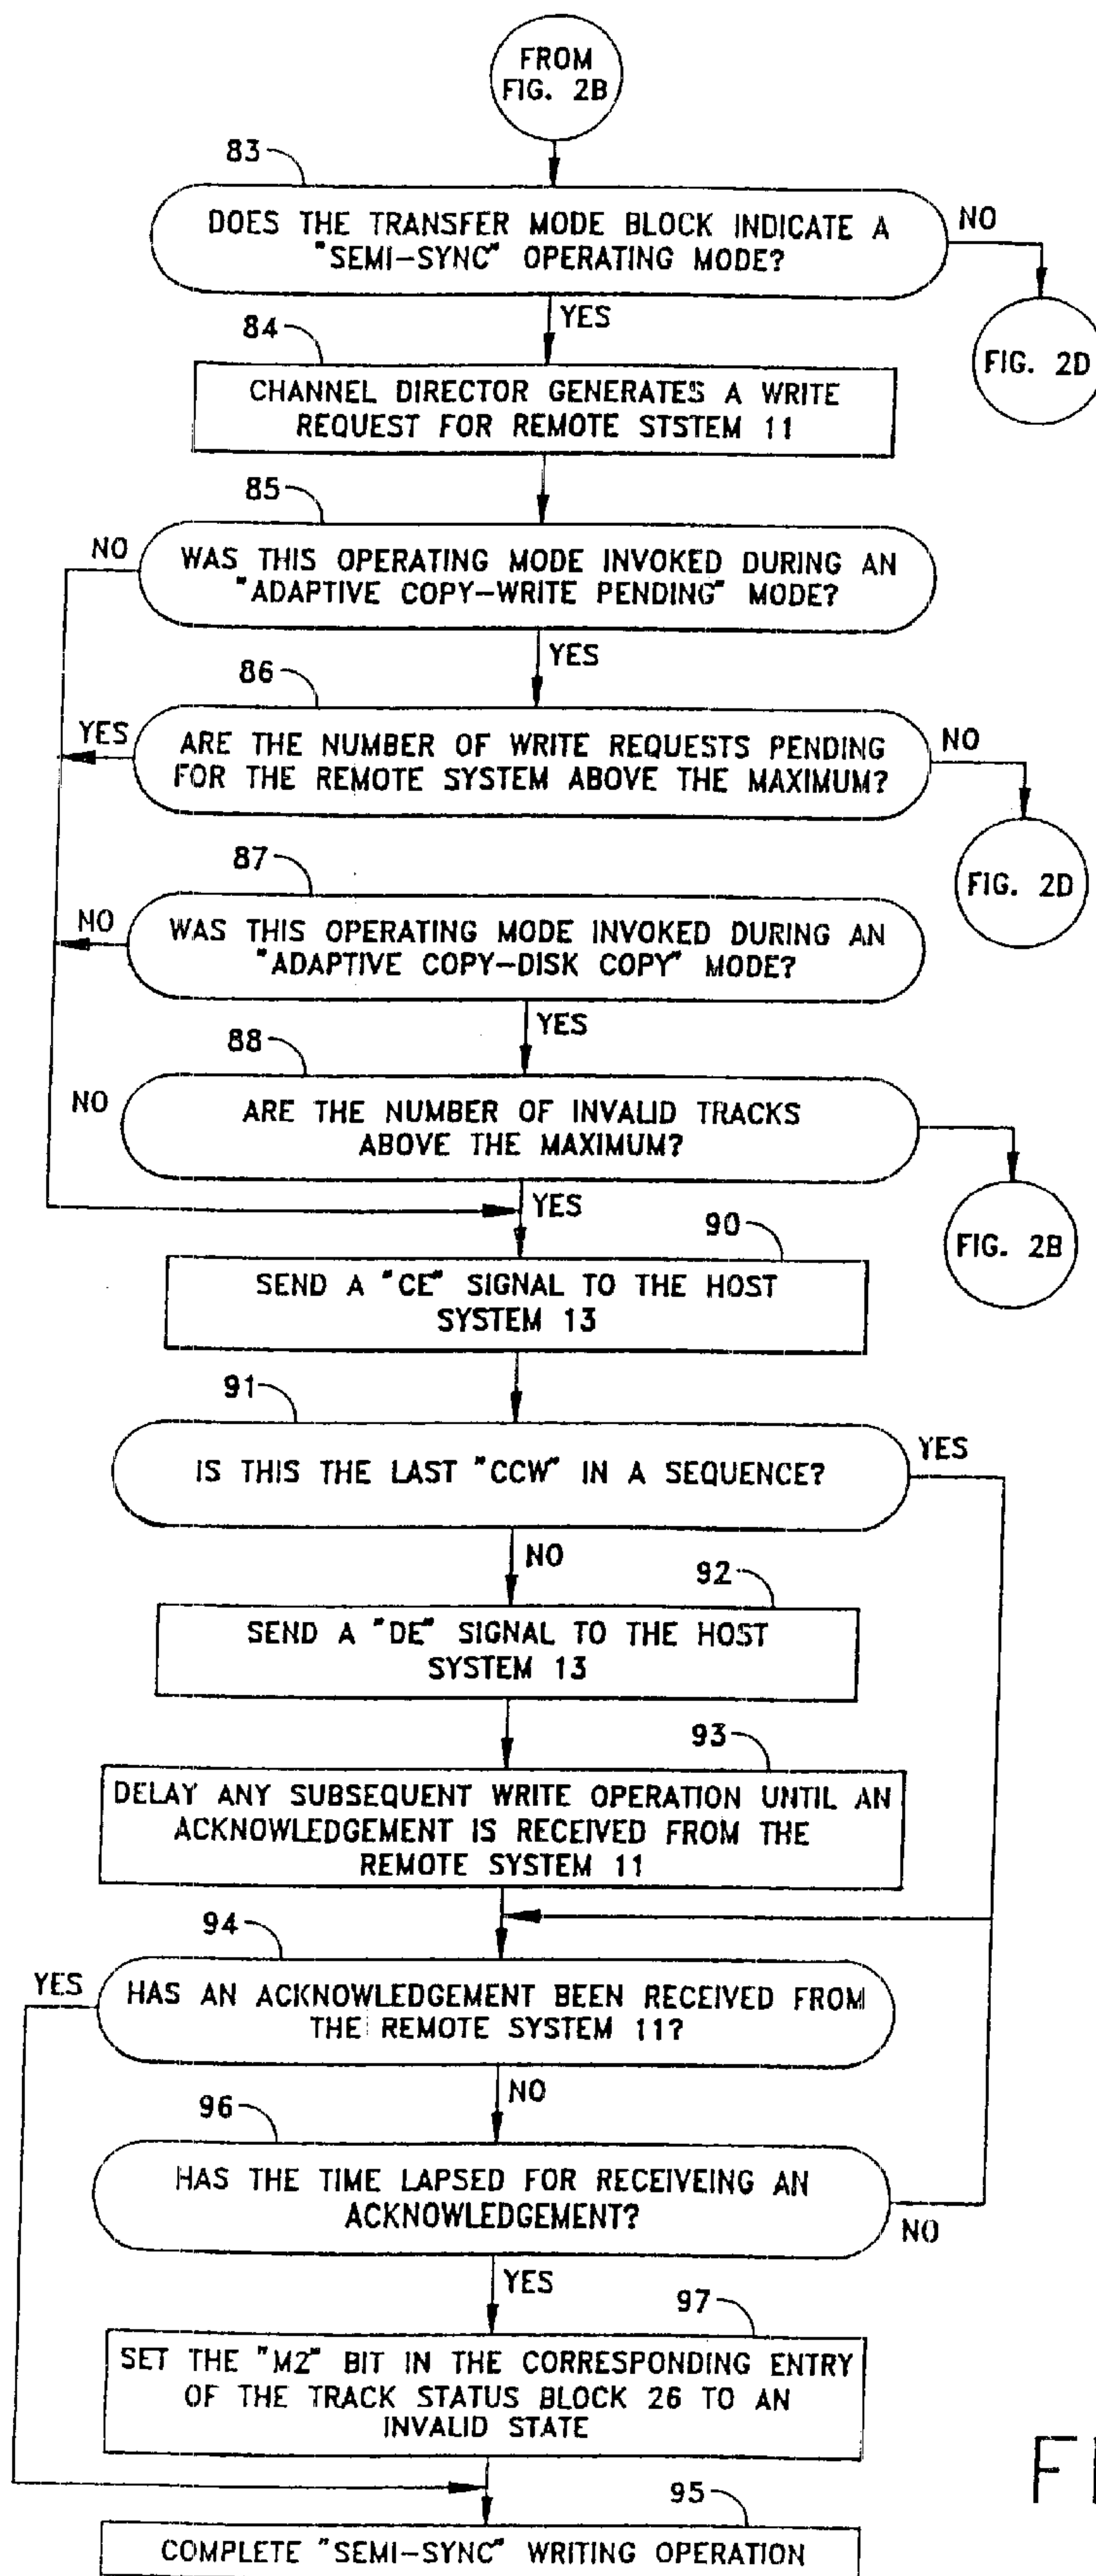 FROM
FIG. 2B
83
DOES THE TRANSFER MODE BLOCK INDICATE A
"SEMI-SYNC" OPERATING MODE?
NO
YES
FIG. 2D
84
CHANNEL DIRECTOR GENERATES A WRITE
REQUEST FOR REMOTE STSTEM 11
85
NO
WAS THIS OPERATING MODE INVOKED DURING AN
"ADAPTIVE COPY-WRITE PENDING" MODE?
YES
86
YES
ARE THE NUMBER OF WRITE REQUESTS PENDING
FOR THE REMOTE SYSTEM ABOVE THE MAXIMUM?
NO
FIG. 2D
87
NO
WAS THIS OPERATING MODE INVOKED DURING AN
"ADAPTIVE COPY-DISK COPY" MODE?
YES
88
NO
ARE THE NUMBER OF INVALID TRACKS
ABOVE THE MAXIMUM?
YES
FIG. 2B
90
SEND A "CE" SIGNAL TO THE HOST
SYSTEM 13
91
IS THIS THE LAST "CCW" IN A SEQUENCE?
YES
NO
92
SEND A "DE" SIGNAL TO THE HOST
SYSTEM 13
93
DELAY ANY SUBSEQUENT WRITE OPERATION UNTIL AN
ACKNOWLEDGEMENT IS RECEIVED FROM THE
REMOTE SYSTEM 11
94
YES
HAS AN ACKNOWLEDGEMENT BEEN RECEIVED FROM
THE REMOTE SYSTEM 11?
NO
96
HAS THE TIME LAPSED FOR RECEIVEING AN
ACKNOWLEDGEMENT?
NO
YES
97
SET THE "M2" BIT IN THE CORRESPONDING ENTRY
OF THE TRACK STATUS BLOCK 26 TO AN
INVALID STATE
95
COMPLETE "SEMI-SYNC" WRITING OPERATION